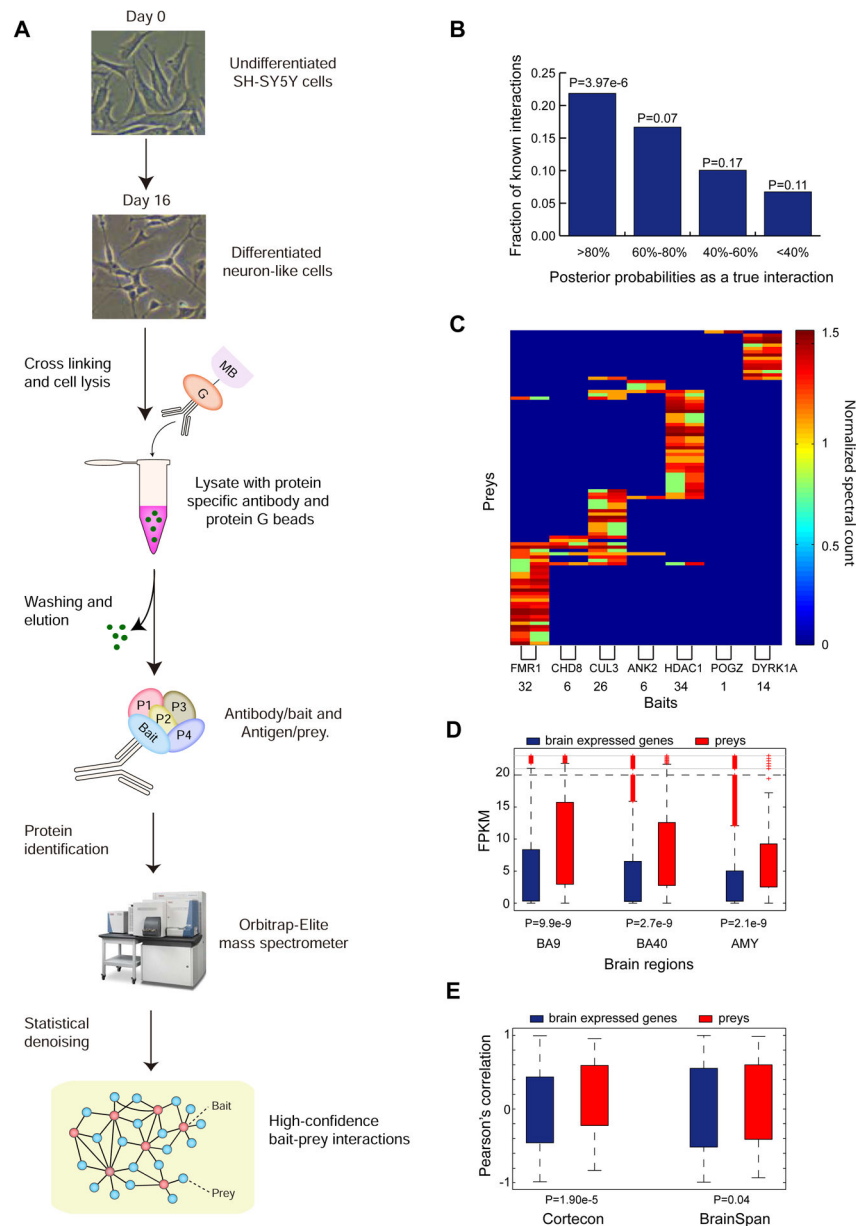 A
Day 0
Undifferentiated
SH-SY5Y cells
Day 16
Differentiated
neuron-like cells
Cross linking
and cell lysis
MB
G
Lysate with protein
specific antibody and
protein G beads
Washing and
elution
P1
P3
P2
P4
Bait
Antibody/bait and
Antigen/prey.
Protein
identification
Orbitrap-Elite
mass spectrometer
Statistical
denoising
Bait
Prey
High-confidence
bait-prey interactions
B
Fraction of known interactions
0.25
0.20
0.15
0.10
0.05
0.00
P=3.97e-6
P=0.07
P=0.17
P=0.11
>80% 60%-80% 40%-60% <40%
Posterior probabilities as a true interaction
C
Preys
1.5
1
0.5
0
Normalized spectral count
FMR1 CHD8 CUL3 ANK2 HDAC1 POGZ DYRK1A
32 6 26 6 34 1 14
Baits
D
brain expressed genes preys
FPKM
20
15
10
5
0
P=9.9e-9 P=2.7e-9 P=2.1e-9
BA9 BA40 AMY
Brain regions
E
brain expressed genes preys
Pearson's correlation
1
0
-1
P=1.90e-5 P=0.04
Cortecon BrainSpan